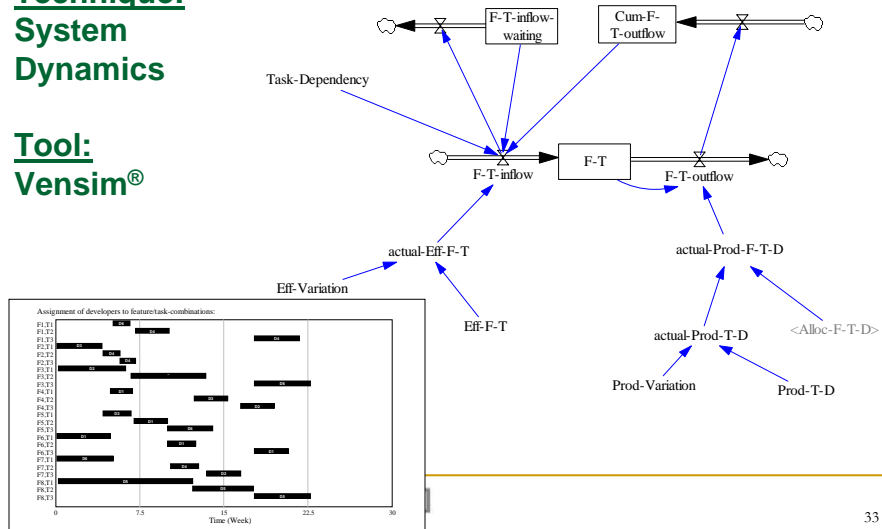 Technique:
System
Dynamics
Tool:
Vensim®
F-T-inflow-
waiting
Cum-F-
T-outflow
Task-Dependency
F-T
F-T-inflow
F-T-outflow
actual-Eff-F-T
actual-Prod-F-T-D
Eff-Variation
Eff-F-T
actual-Prod-T-D
<Alloc-F-T-D>
Prod-Variation
Prod-T-D
Assignment of developers to feature/task-combinations:
F1,T1
F1,T2
F1,T3
F2,T1
F2,T2
F2,T3
F3,T1
F3,T2
F3,T3
F4,T1
F4,T2
F4,T3
F5,T1
F5,T2
F5,T3
F6,T1
F6,T2
F6,T3
F7,T1
F7,T2
F7,T3
F8,T1
F8,T2
F8,T3
0 7.5 15 22.5 30
Time (Week)
33